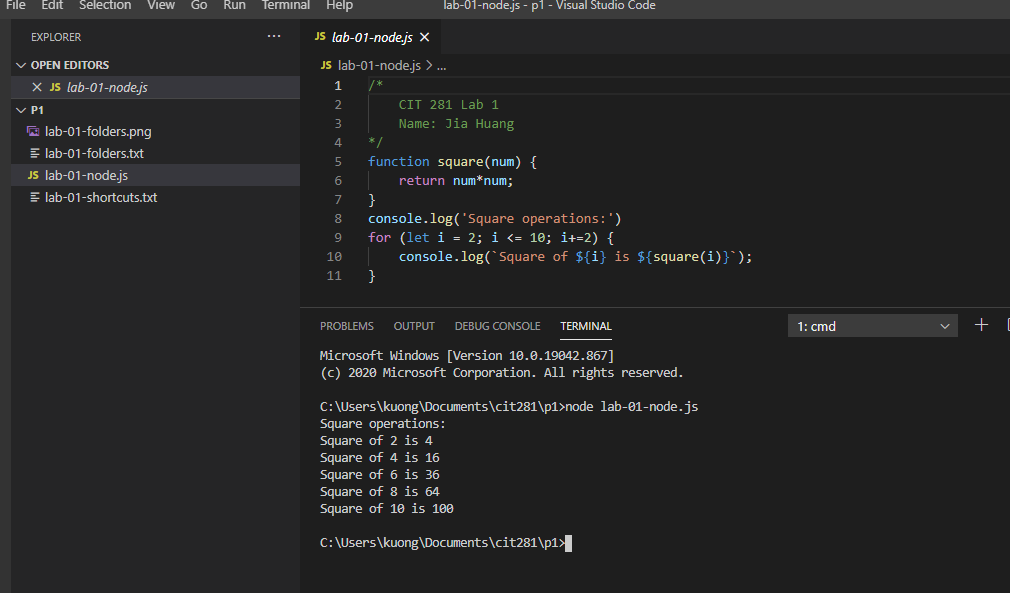 File Edit Selection View Go Run Terminal Help lab-01-node.js - p1 - Visual Studio Code
EXPLORER ...
OPEN EDITORS
JS lab-01-node.js
P1
lab-01-folders.png
lab-01-folders.txt
JS lab-01-node.js
lab-01-shortcuts.txt
JS lab-01-node.js
JS lab-01-node.js > ...
1 /*
2     CIT 281 Lab 1
3     Name: Jia Huang
4 */
5 function square(num) {
6     return num*num;
7 }
8 console.log('Square operations:')
9 for (let i = 2; i <= 10; i+=2) {
10     console.log(`Square of ${i} is ${square(i)}`);
11 }
PROBLEMS OUTPUT DEBUG CONSOLE TERMINAL 1: cmd
Microsoft Windows [Version 10.0.19042.867]
(c) 2020 Microsoft Corporation. All rights reserved.
C:\Users\kuong\Documents\cit281\p1>node lab-01-node.js
Square operations:
Square of 2 is 4
Square of 4 is 16
Square of 6 is 36
Square of 8 is 64
Square of 10 is 100
C:\Users\kuong\Documents\cit281\p1>